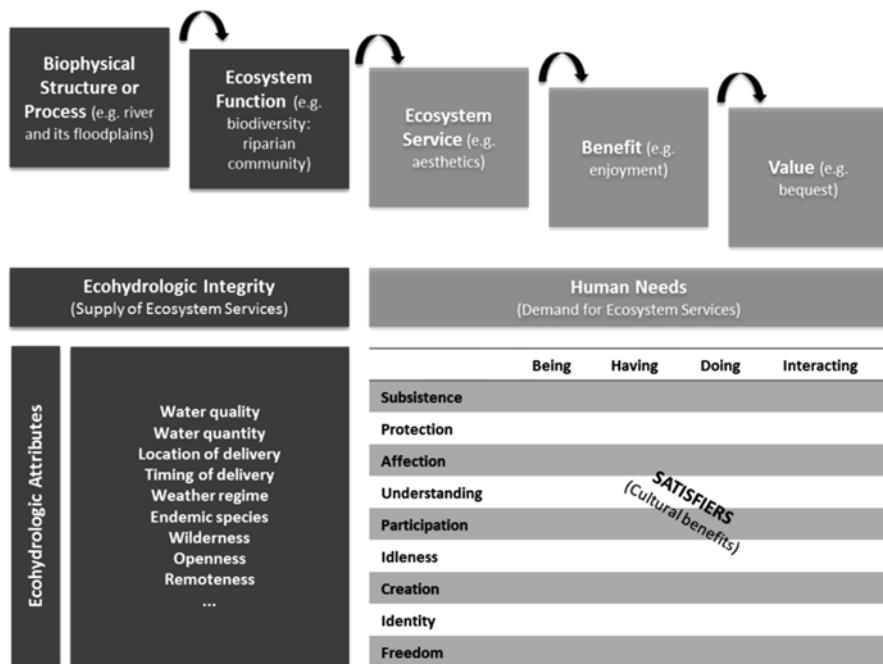 Biophysical
Structure or
Process (e.g. river
and its floodplains)
Ecosystem
Function (e.g.
biodiversity:
riparian
community)
Ecosystem
Service (e.g.
aesthetics)
Benefit (e.g.
enjoyment)
Value (e.g.
bequest)
Ecohydrologic Integrity
(Supply of Ecosystem Services)
Human Needs
(Demand for Ecosystem Services)
Ecohydrologic Attributes
Water quality
Water quantity
Location of delivery
Timing of delivery
Weather regime
Endemic species
Wilderness
Openness
Remoteness
...
Being Having Doing Interacting
Subsistence
Protection
Affection
Understanding
Participation
Idleness
Creation
Identity
Freedom
SATISFIERS
(Cultural benefits)